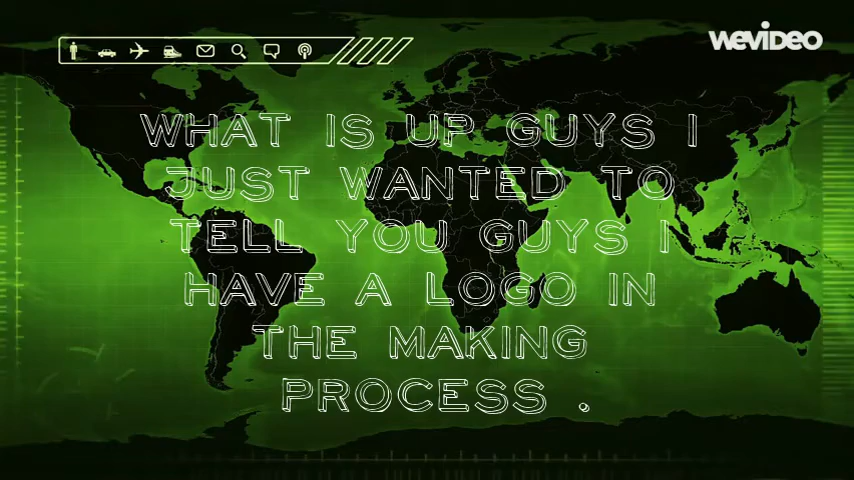 wevideo
WHAT IS UP GUYS I
JUST WANTED TO
TELL YOU GUYS I
HAVE A LOGO IN
THE MAKING
PROCESS .